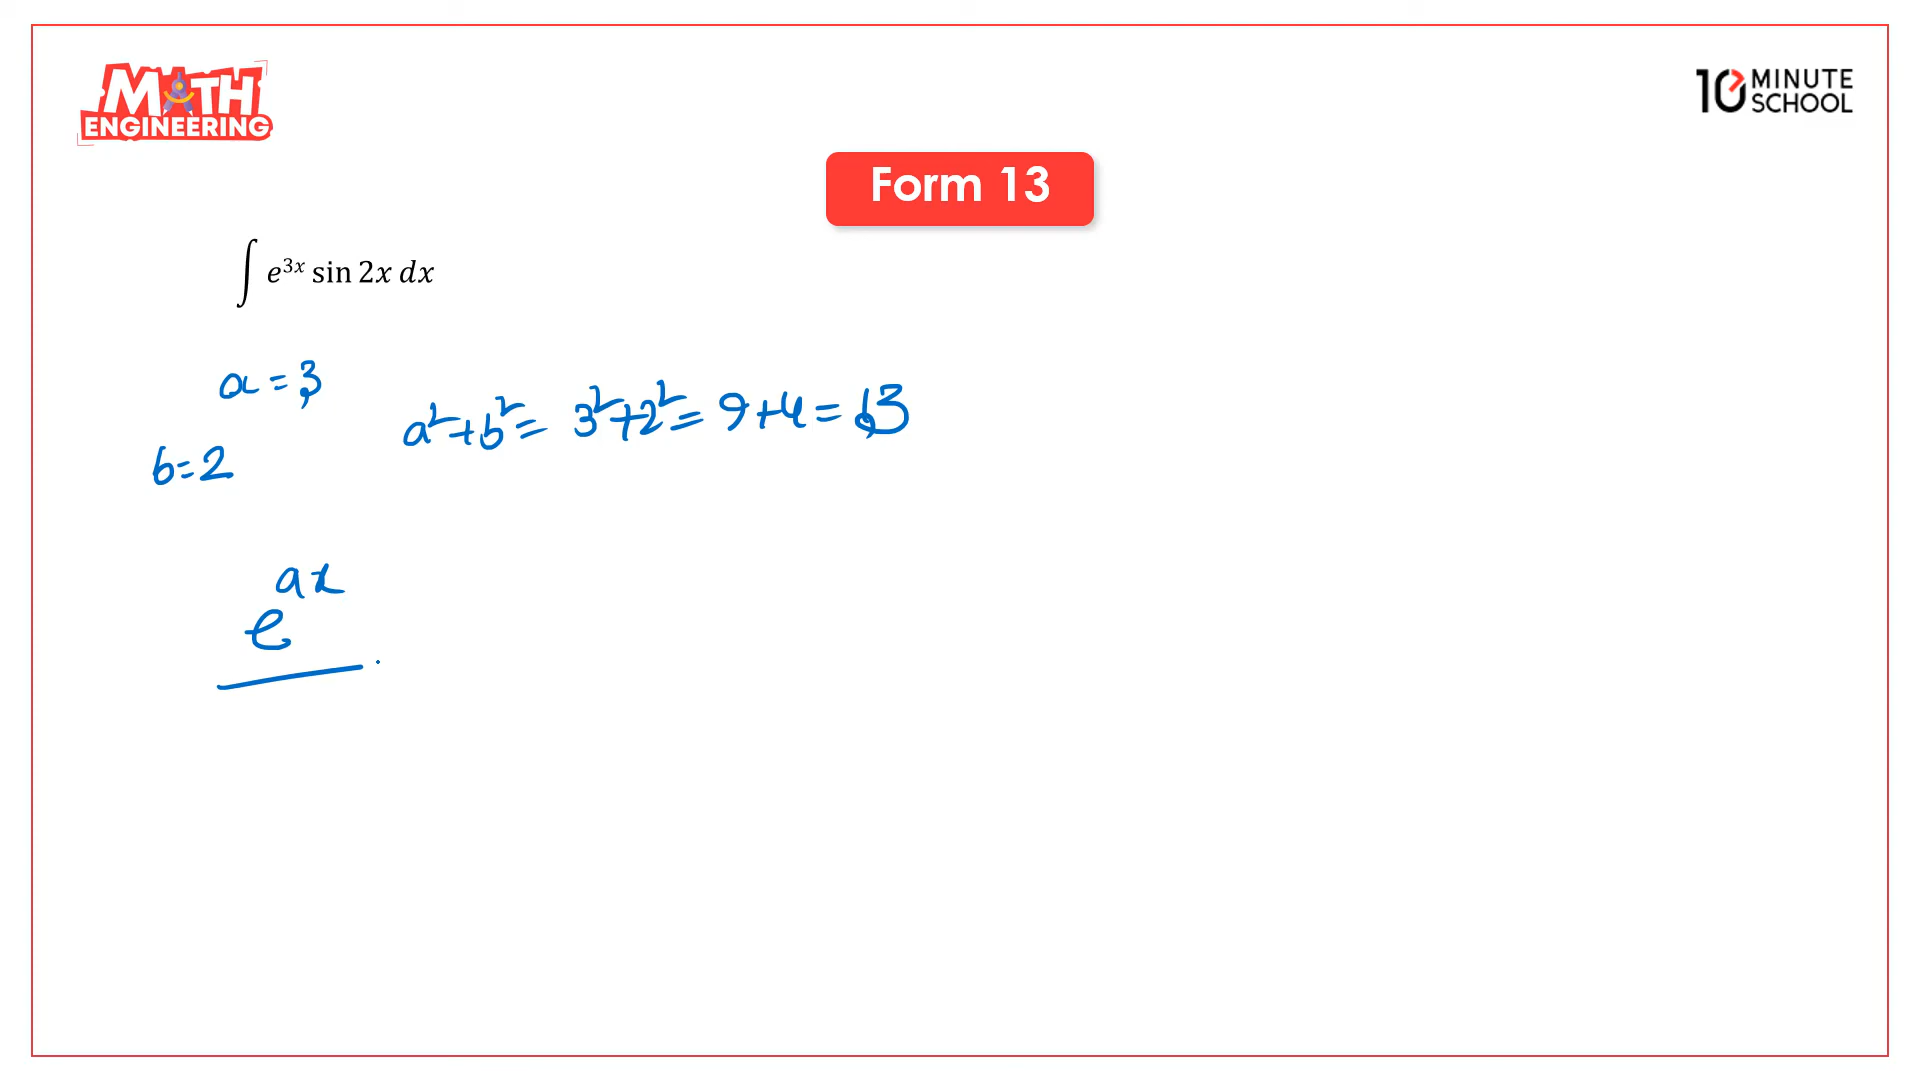 MATH
ENGINEERING
10 MINUTE
SCHOOL
Form 13
∫ e^{3x} sin 2x dx
a = 3
a² + b² = 3² + 2² = 9 + 4 = 13
b = 2
e^{ax}